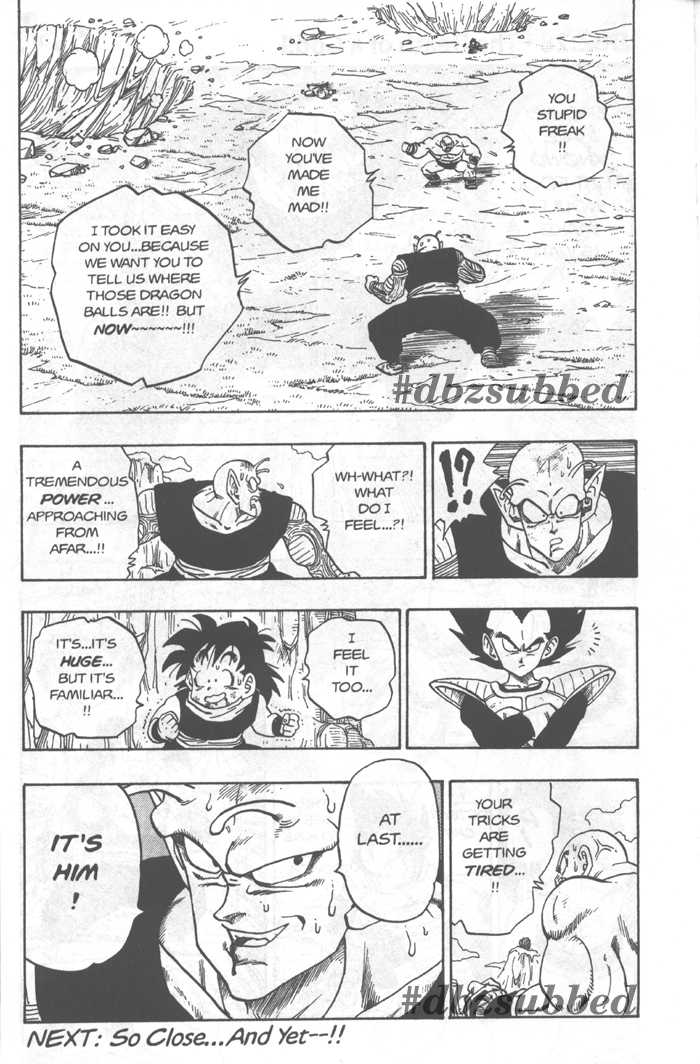 YOU
STUPID
FREAK
!!
NOW
YOU'VE
MADE
ME
MAD!!
I TOOK IT EASY
ON YOU...BECAUSE
WE WANT YOU TO
TELL US WHERE
THOSE DRAGON
BALLS ARE!! BUT
NOW~~~~~~!!!
#dbzsubbed
!?
WH-WHAT?!
WHAT
DO I
FEEL...?!
A
TREMENDOUS
POWER...
APPROACHING
FROM
AFAR...!!
I
FEEL
IT
TOO...
IT'S...IT'S
HUGE...
BUT IT'S
FAMILIAR...
!!
YOUR
TRICKS
ARE
GETTING
TIRED...
!!
AT
LAST......
IT'S
HIM
!
#dbzsubbed
NEXT: So Close...And Yet--!!